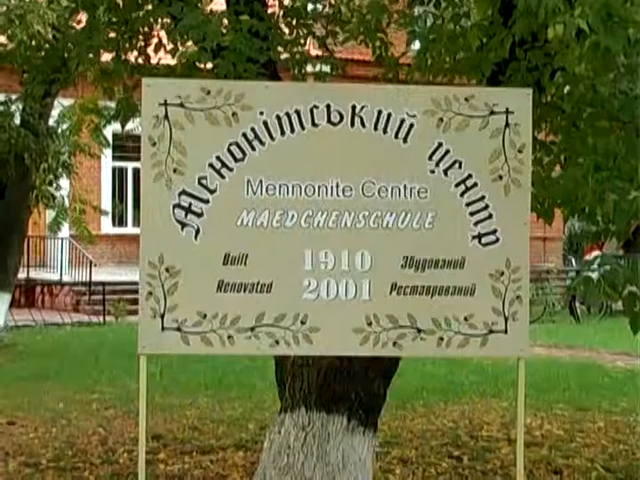 Менонітський центр
Mennonite Centre
MAEDCHENSCHULE
Built 1910 Збудований
Renovated 2001 Реставрований